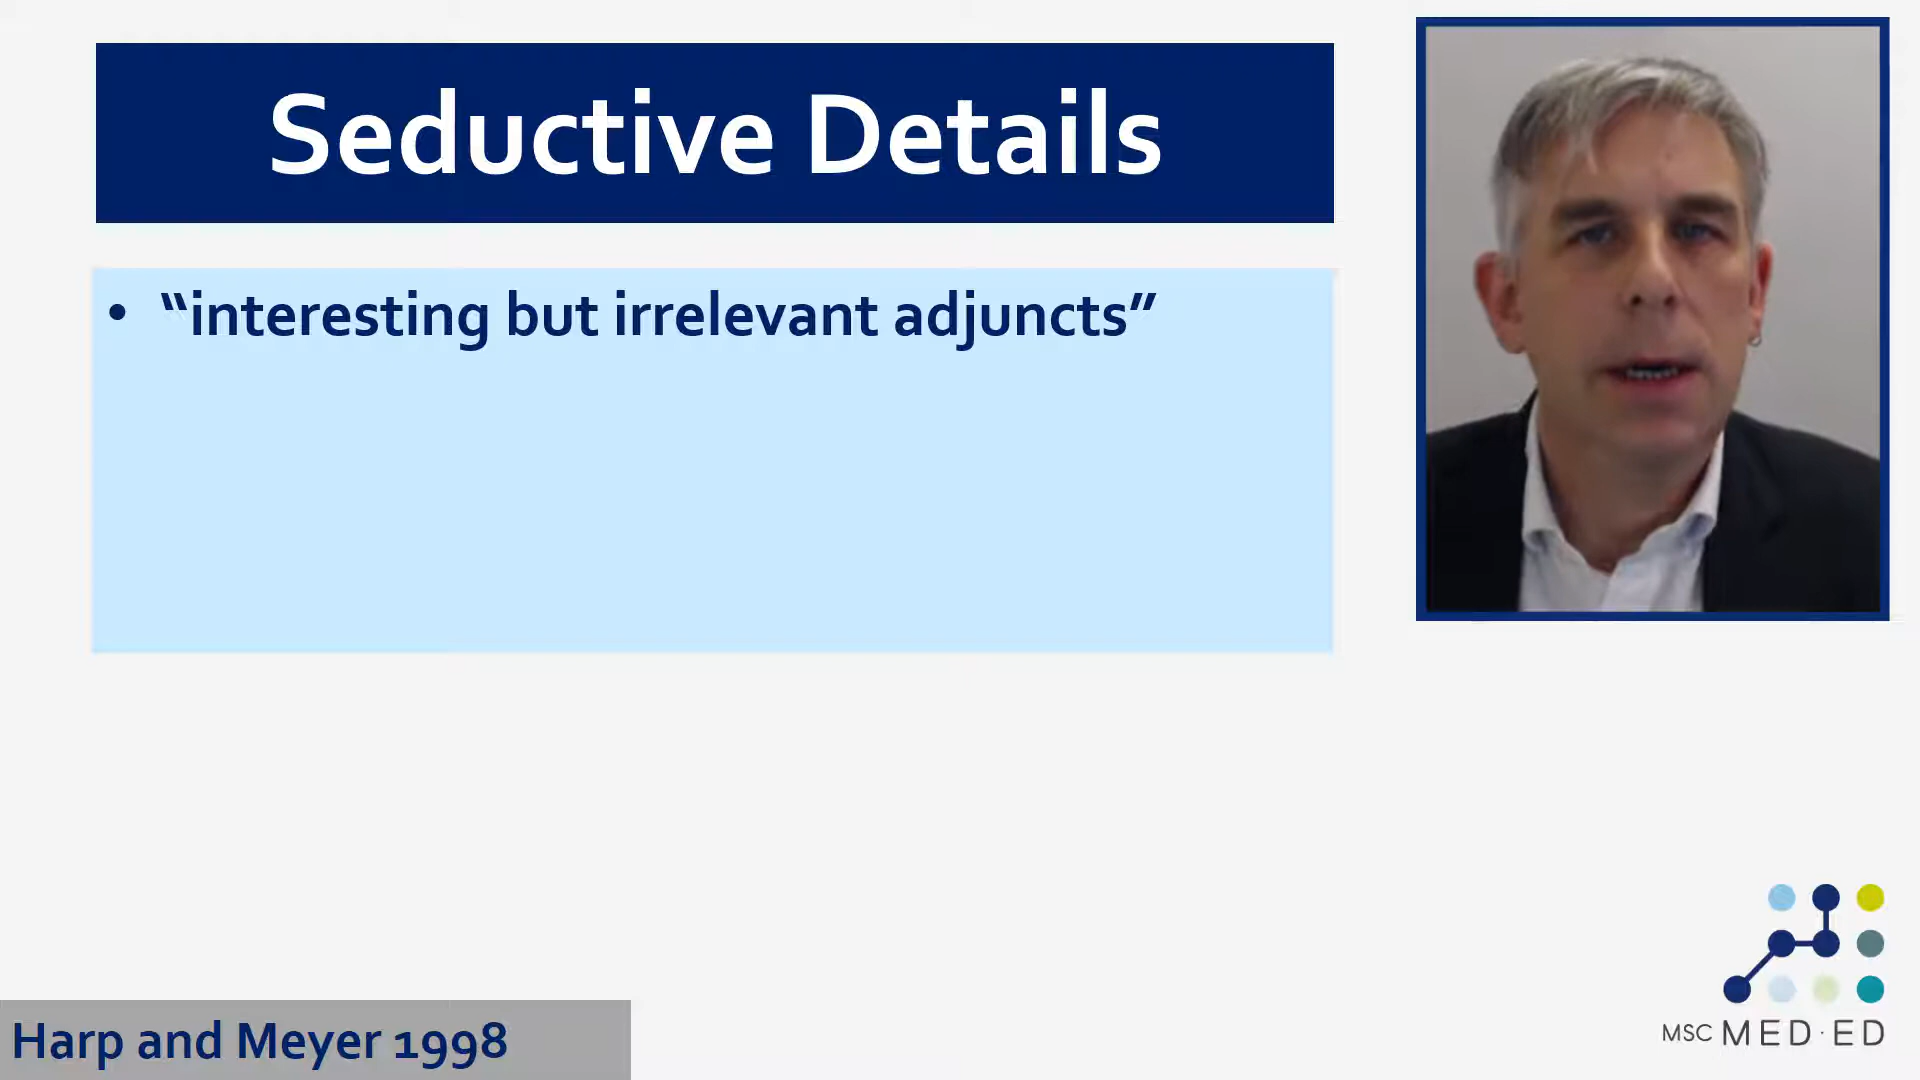 Seductive Details
• “interesting but irrelevant adjuncts”
Harp and Meyer 1998
MSC MED·ED